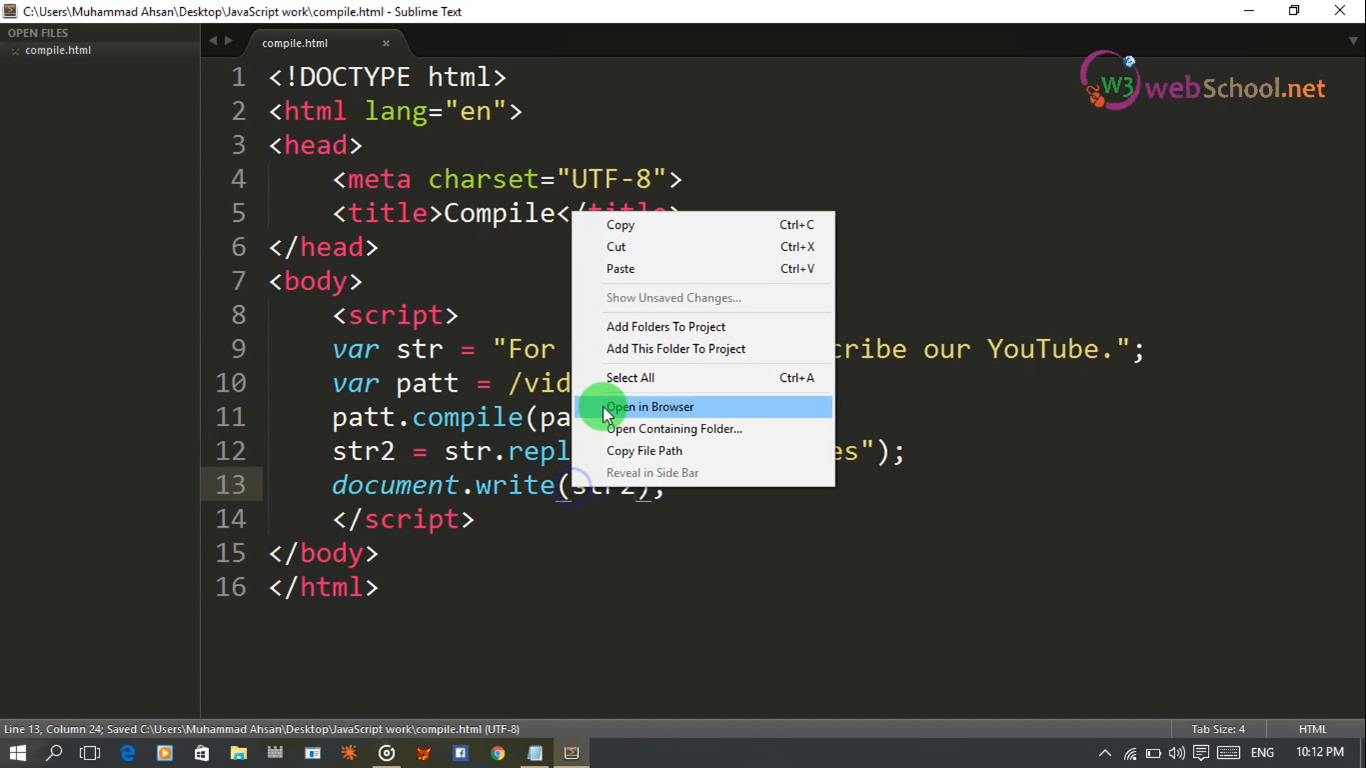 C:\Users\Muhammad Ahsan\Desktop\JavaScript work\compile.html - Sublime Text
OPEN FILES
compile.html
compile.html
W3 webSchool.net
1 <!DOCTYPE html>
2 <html lang="en">
3 <head>
4 <meta charset="UTF-8">
5 <title>Compile</title>
6 </head>
7 <body>
8 <script>
9 var str = "For cribe our YouTube.";
10 var patt = /vid
11 patt.compile(pa
12 str2 = str.repl es");
13 document.write(str2);
14 </script>
15 </body>
16 </html>
Copy Ctrl+C
Cut Ctrl+X
Paste Ctrl+V
Show Unsaved Changes...
Add Folders To Project
Add This Folder To Project
Select All Ctrl+A
Open in Browser
Open Containing Folder...
Copy File Path
Reveal in Side Bar
Line 13, Column 24; Saved C:\Users\Muhammad Ahsan\Desktop\JavaScript work\compile.html (UTF-8)
Tab Size: 4
HTML
ENG
10:12 PM